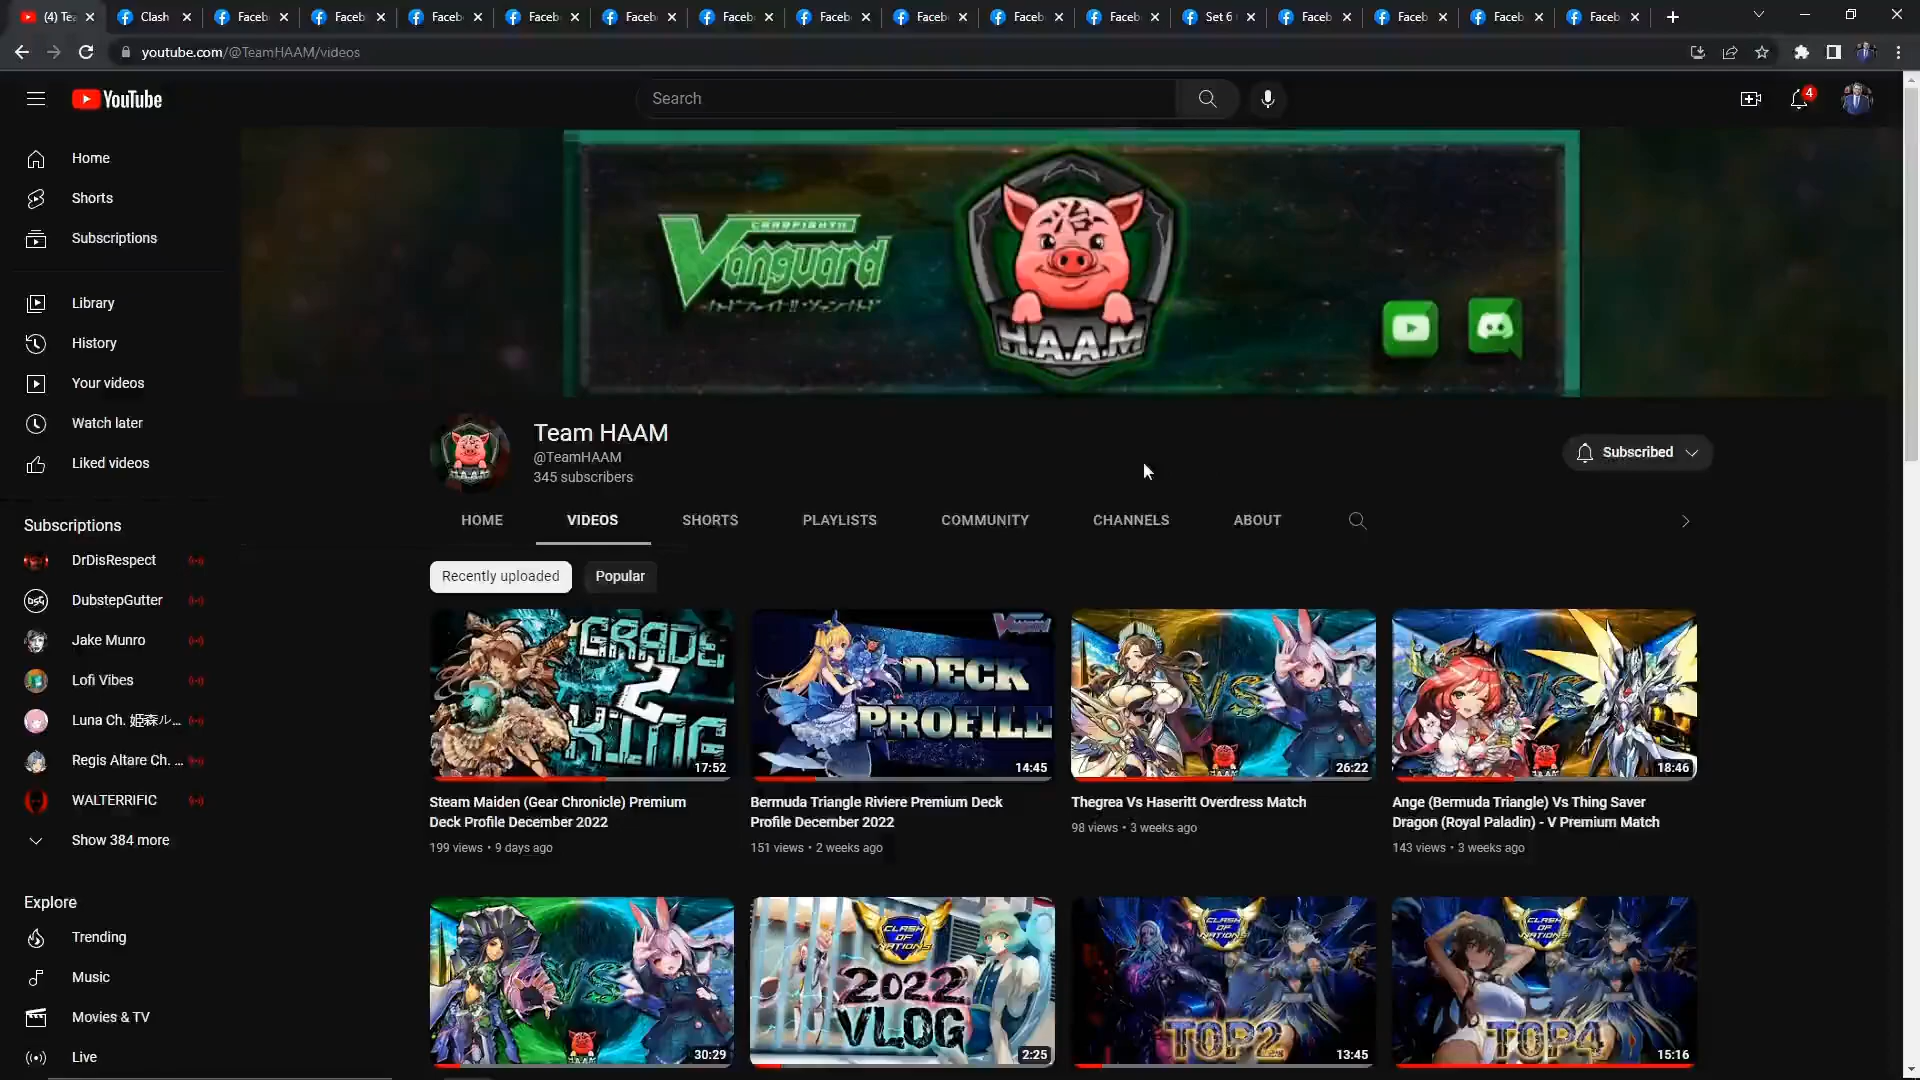 (4) Tea
Clash
Faceb
Faceb
Faceb
Faceb
Faceb
Faceb
Faceb
Faceb
Faceb
Faceb
Set 6
Faceb
Faceb
Faceb
Faceb
youtube.com/@TeamHAAM/videos
YouTube
Search
4
Home
Shorts
Subscriptions
Library
History
Your videos
Watch later
Liked videos
Subscriptions
DrDisRespect
DubstepGutter
Jake Munro
Lofi Vibes
Luna Ch. 姫森ル...
Regis Altare Ch. ...
WALTERRIFIC
Show 384 more
Explore
Trending
Music
Movies & TV
Live
CARDFIGHT!!
Vanguard
治
H.A.A.M
Team HAAM
@TeamHAAM
345 subscribers
Subscribed
HOME VIDEOS SHORTS PLAYLISTS COMMUNITY CHANNELS ABOUT
Recently uploaded Popular
GRADE
2
KING
17:52
Steam Maiden (Gear Chronicle) Premium
Deck Profile December 2022
199 views • 9 days ago
DECK
PROFILE
14:45
Bermuda Triangle Riviere Premium Deck
Profile December 2022
151 views • 2 weeks ago
VS
26:22
Thegrea Vs Haseritt Overdress Match
98 views • 3 weeks ago
VS
18:46
Ange (Bermuda Triangle) Vs Thing Saver
Dragon (Royal Paladin) - V Premium Match
143 views • 3 weeks ago
VS
30:29
CLASH
OF
NATIONS
2022
VLOG
2:25
CLASH
OF
NATIONS
TOP2
13:45
CLASH
OF
NATIONS
TOP4
15:16